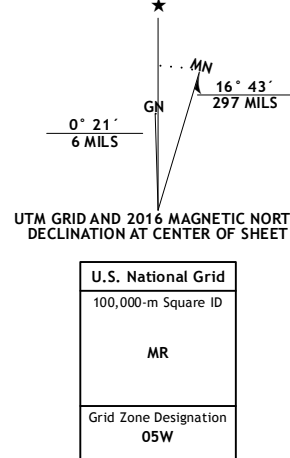 ★
MN
16° 43´
297 MILS
GN
0° 21´
6 MILS
UTM GRID AND 2016 MAGNETIC NORT
DECLINATION AT CENTER OF SHEET
U.S. National Grid
100,000-m Square ID
MR
Grid Zone Designation
05W